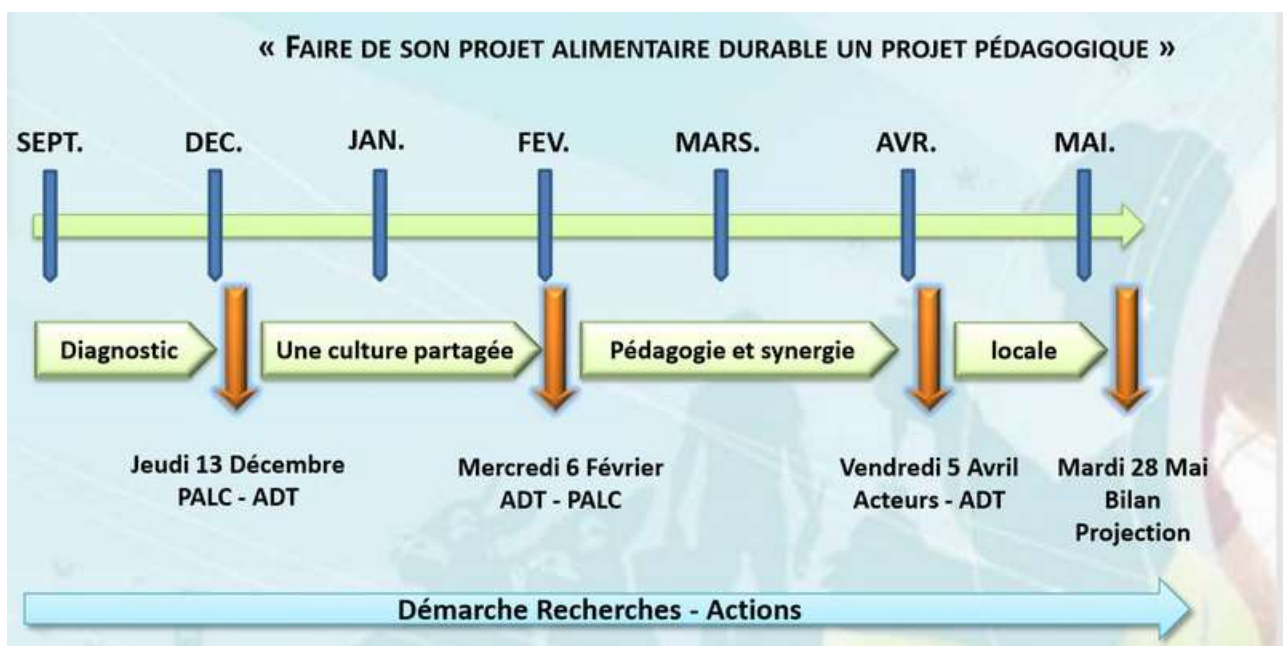 « FAIRE DE SON PROJET ALIMENTAIRE DURABLE UN PROJET PÉDAGOGIQUE »
SEPT. DEC. JAN. FEV. MARS. AVR. MAI.
Diagnostic Une culture partagée Pédagogie et synergie locale
Jeudi 13 Décembre
PALC - ADT
Mercredi 6 Février
ADT - PALC
Vendredi 5 Avril
Acteurs - ADT
Mardi 28 Mai
Bilan
Projection
Démarche Recherches - Actions